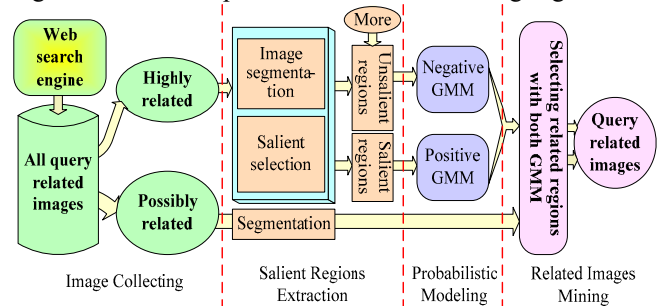 Web
search
engine
All query
related
images
Highly
related
Possibly
related
Image
segmenta-
tion
Salient
selection
Segmentation
More
Unsalient
regions
Salient
regions
Negative
GMM
Positive
GMM
Selecting related regions
with both GMM
Query
related
images
Image Collecting
Salient Regions
Extraction
Probabilistic
Modeling
Related Images
Mining